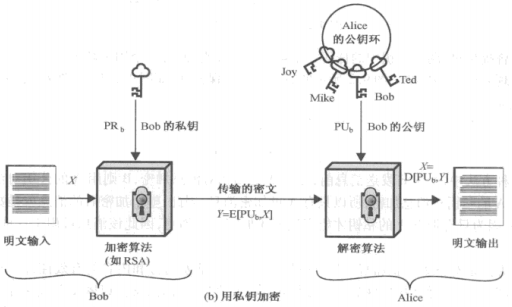 Alice
的公钥环
Joy
Mike
Bob
Ted
PRb
Bob 的私钥
PUb
Bob 的公钥
X
传输的密文
Y=E[PUb,X]
X=
D[PUb,Y]
明文输入
加密算法
(如 RSA)
解密算法
明文输出
Bob
(b) 用私钥加密
Alice